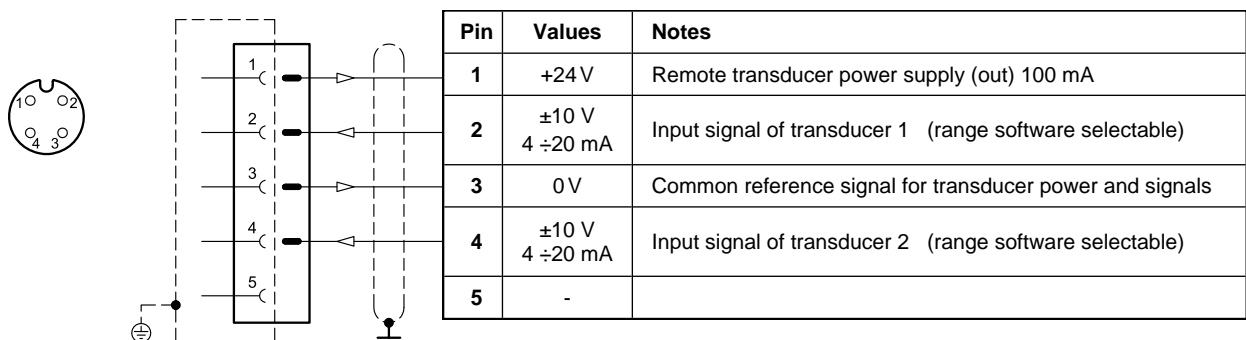 1 2
4 3
1
2
3
4
5
Pin Values Notes
1 +24 V Remote transducer power supply (out) 100 mA
2 ±10 V Input signal of transducer 1 (range software selectable)
4 ÷20 mA
3 0 V Common reference signal for transducer power and signals
4 ±10 V Input signal of transducer 2 (range software selectable)
4 ÷20 mA
5 -